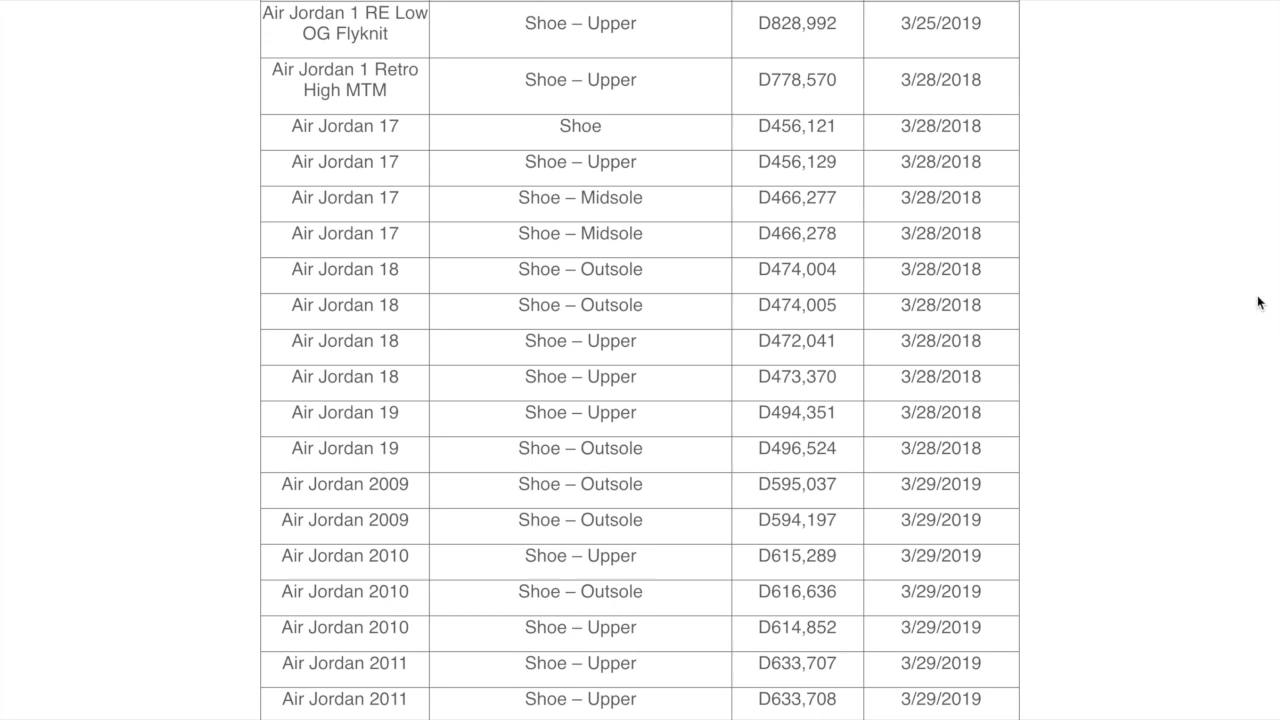 Air Jordan 1 RE Low OG Flyknit Shoe – Upper D828,992 3/25/2019
Air Jordan 1 Retro High MTM Shoe – Upper D778,570 3/28/2018
Air Jordan 17 Shoe D456,121 3/28/2018
Air Jordan 17 Shoe – Upper D456,129 3/28/2018
Air Jordan 17 Shoe – Midsole D466,277 3/28/2018
Air Jordan 17 Shoe – Midsole D466,278 3/28/2018
Air Jordan 18 Shoe – Outsole D474,004 3/28/2018
Air Jordan 18 Shoe – Outsole D474,005 3/28/2018
Air Jordan 18 Shoe – Upper D472,041 3/28/2018
Air Jordan 18 Shoe – Upper D473,370 3/28/2018
Air Jordan 19 Shoe – Upper D494,351 3/28/2018
Air Jordan 19 Shoe – Outsole D496,524 3/28/2018
Air Jordan 2009 Shoe – Outsole D595,037 3/29/2019
Air Jordan 2009 Shoe – Outsole D594,197 3/29/2019
Air Jordan 2010 Shoe – Upper D615,289 3/29/2019
Air Jordan 2010 Shoe – Outsole D616,636 3/29/2019
Air Jordan 2010 Shoe – Upper D614,852 3/29/2019
Air Jordan 2011 Shoe – Upper D633,707 3/29/2019
Air Jordan 2011 Shoe – Upper D633,708 3/29/2019